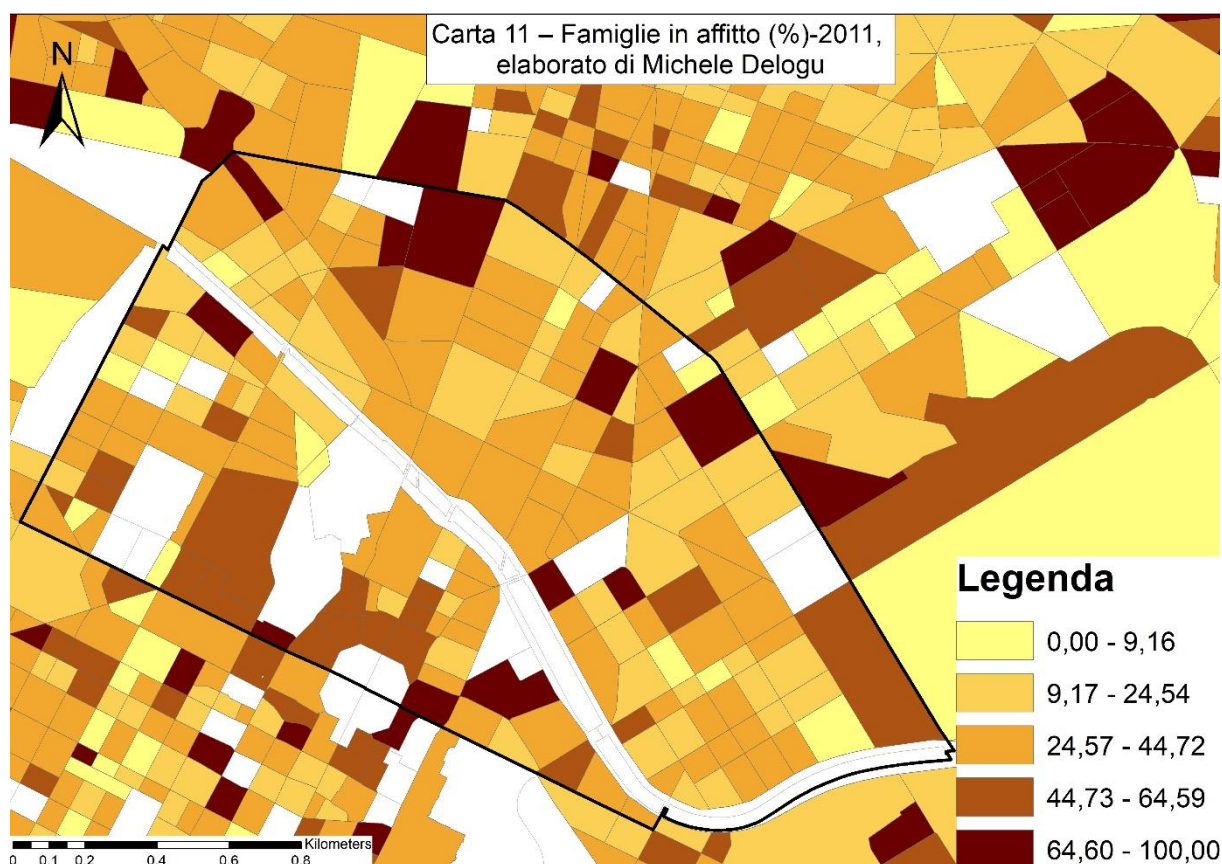 Carta 11 – Famiglie in affitto (%)-2011,
elaborato di Michele Delogu
N
Legenda
0,00 - 9,16
9,17 - 24,54
24,57 - 44,72
44,73 - 64,59
64,60 - 100,00
Kilometers
0 0.1 0.2 0.4 0.6 0.8